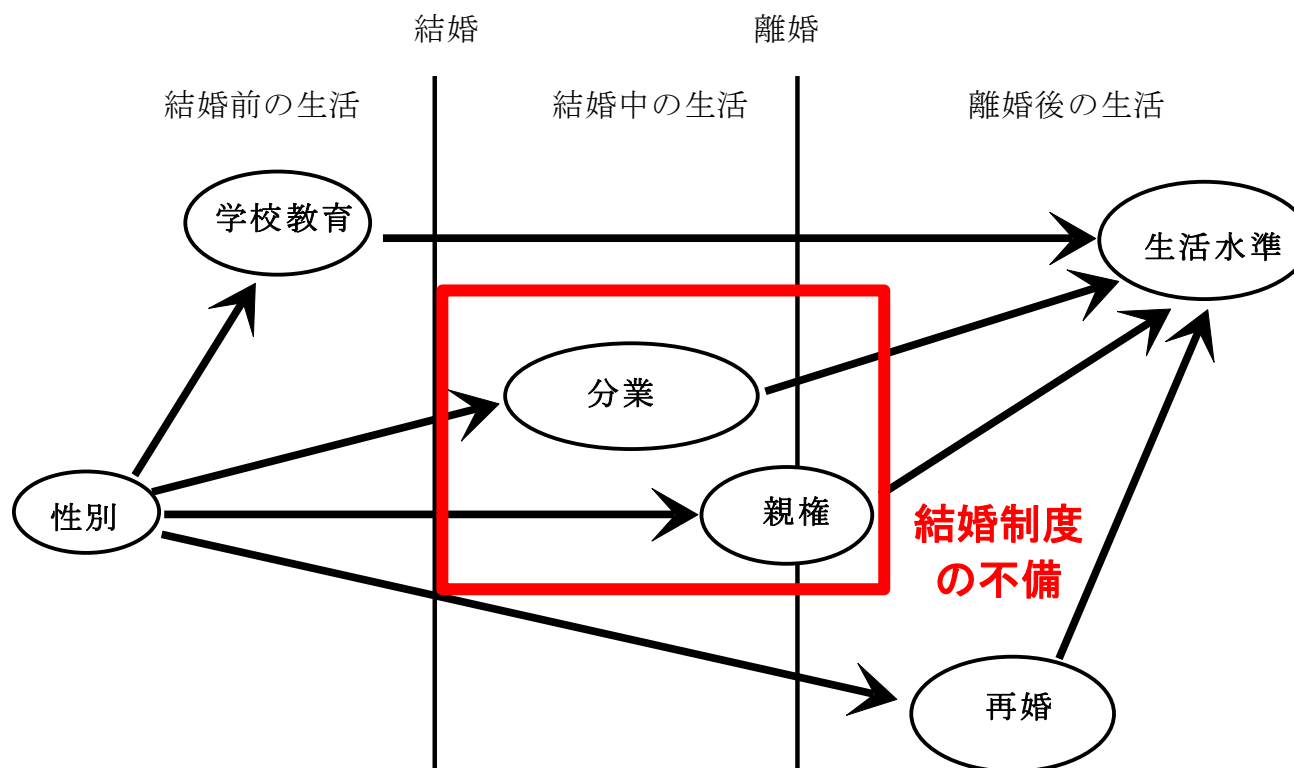 結婚
離婚
結婚前の生活
結婚中の生活
離婚後の生活
学校教育
生活水準
分業
性別
親権
結婚制度
の不備
再婚